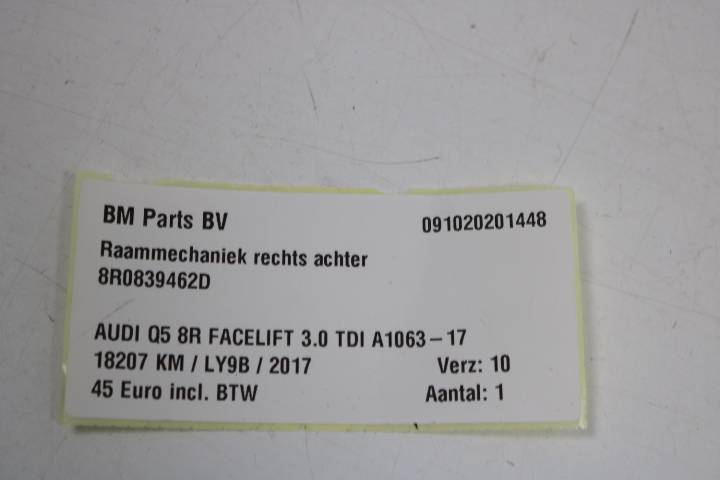 BM Parts BV 091020201448
Raammechaniek rechts achter
8R0839462D
AUDI Q5 8R FACELIFT 3.0 TDI A1063-17
18207 KM / LY9B / 2017 Verz: 10
45 Euro incl. BTW Aantal: 1